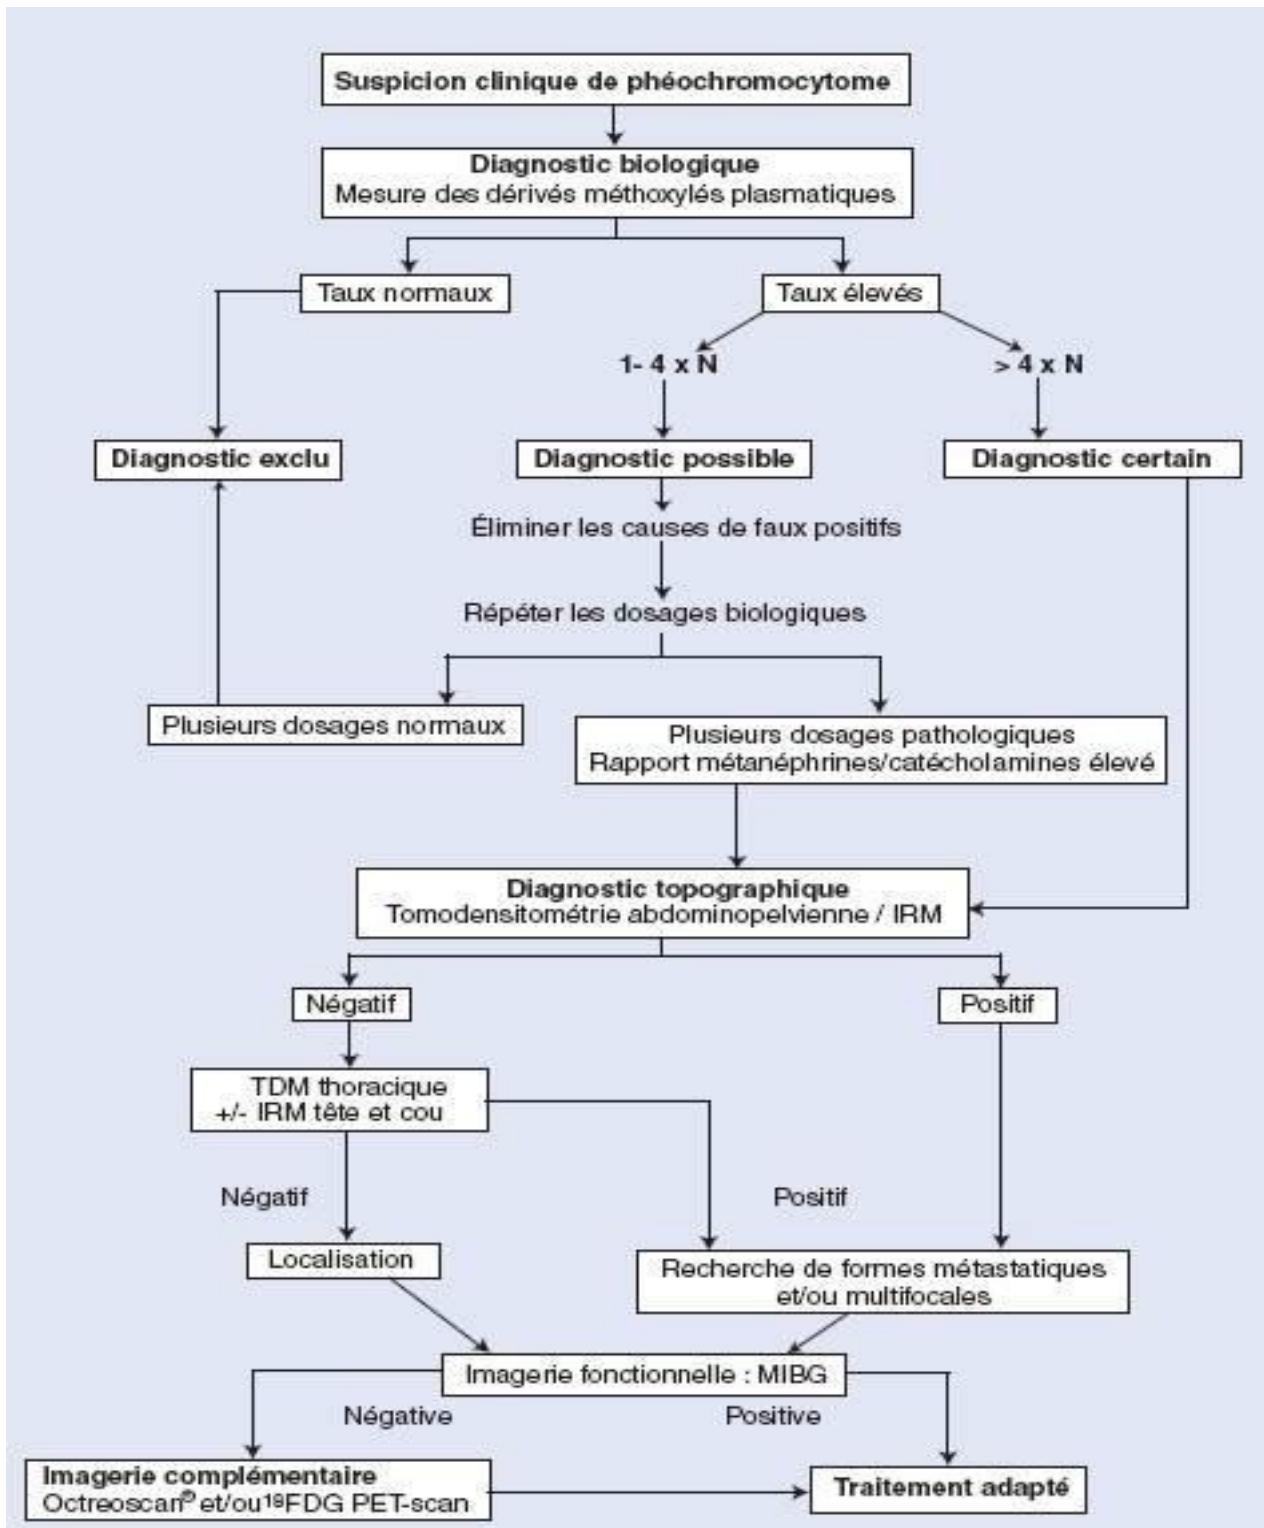 Suspicion clinique de phéochromocytome
Diagnostic biologique
Mesure des dérivés méthoxylés plasmatiques
Taux normaux
Taux élevés
1- 4 x N
> 4 x N
Diagnostic exclu
Diagnostic possible
Diagnostic certain
Éliminer les causes de faux positifs
Répéter les dosages biologiques
Plusieurs dosages normaux
Plusieurs dosages pathologiques
Rapport métanéphrines/catécholamines élevé
Diagnostic topographique
Tomodensitométrie abdominopelvienne / IRM
Négatif
Positif
TDM thoracique
+/- IRM tête et cou
Négatif
Positif
Localisation
Recherche de formes métastatiques
et/ou multifocales
Imagerie fonctionnelle : MIBG
Négative
Positive
Imagerie complémentaire
Octreoscan® et/ou ¹⁸FDG PET-scan
Traitement adapté